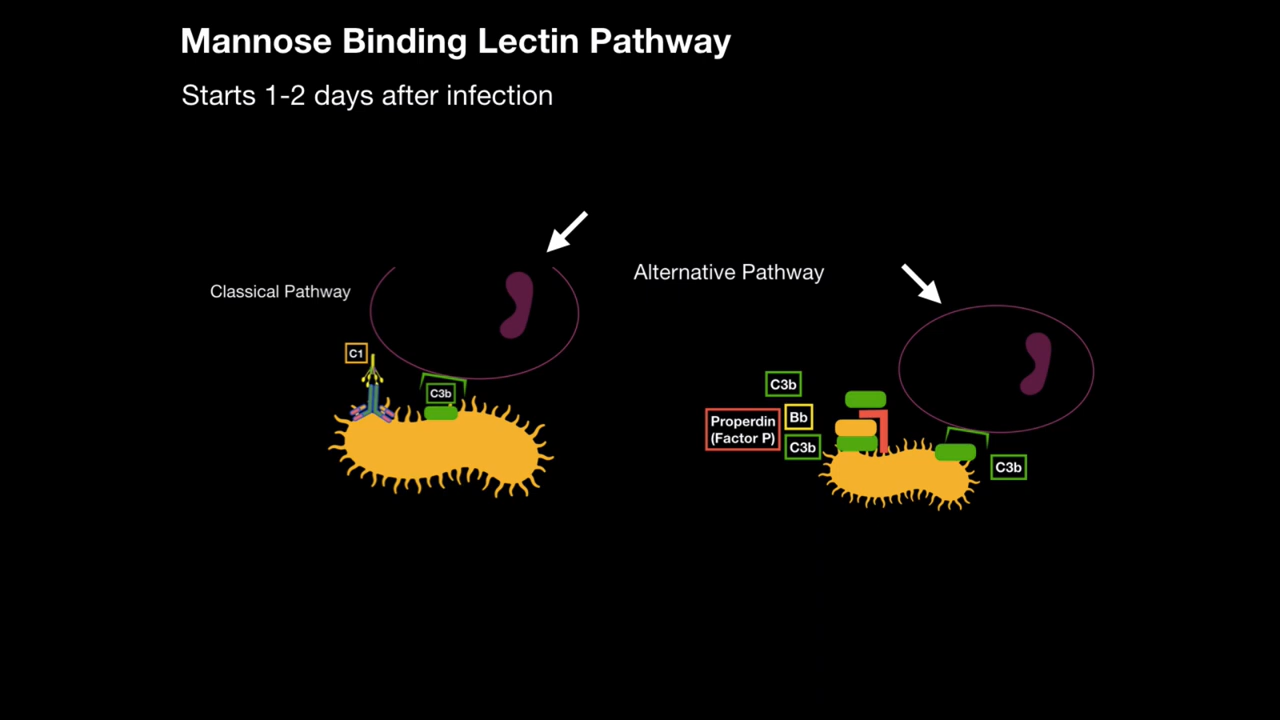 Mannose Binding Lectin Pathway
Starts 1-2 days after infection
Classical Pathway
C1
C3b
Alternative Pathway
C3b
Bb
Properdin
(Factor P)
C3b
C3b